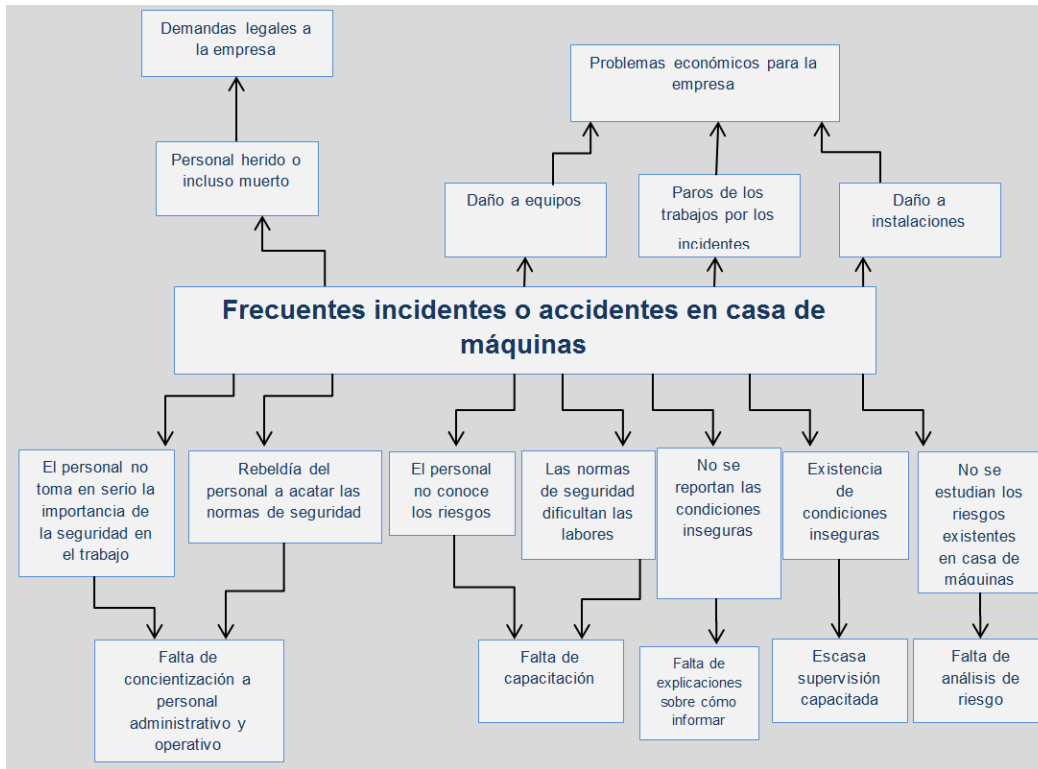 Demandas legales a
la empresa
Problemas económicos para la
empresa
Personal herido o
incluso muerto
Daño a equipos
Paros de los
trabajos por los
incidentes
Daño a
instalaciones
Frecuentes incidentes o accidentes en casa de
máquinas
El personal no
toma en serio la
importancia de
la seguridad en
el trabajo
Rebeldía del
personal a acatar las
normas de seguridad
El personal
no conoce
los riesgos
Las normas
de seguridad
dificultan las
labores
No se
reportan las
condiciones
inseguras
Existencia
de
condiciones
inseguras
No se
estudian los
riesgos
existentes
en casa de
máquinas
Falta de
concientización a
personal
administrativo y
operativo
Falta de
capacitación
Falta de
explicaciones
sobre cómo
informar
Escasa
supervisión
capacitada
Falta de
análisis de
riesgo